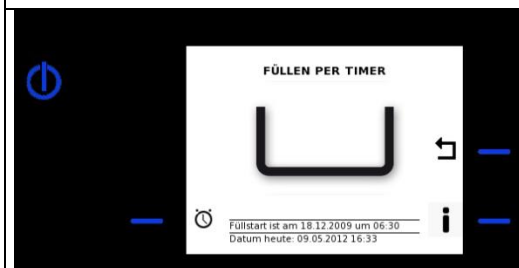 FÜLLEN PER TIMER
Füllstart ist am 18.12.2009 um 06:30
Datum heute: 09.05.2012 16:33